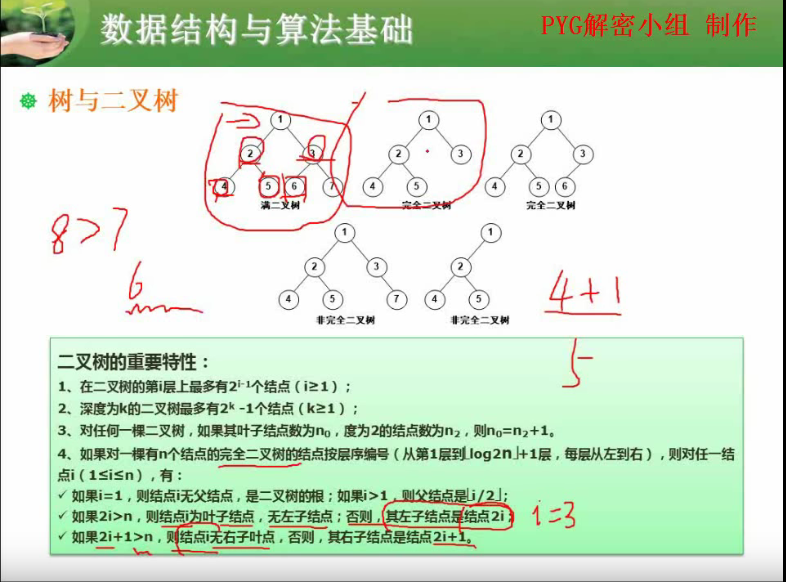 数据结构与算法基础
PYG解密小组 制作
树与二叉树
1
2 3
4 5 6 7
满二叉树
1
2 3
4 5
完全二叉树
1
2 3
4 5 6
完全二叉树
8>7
6
1
2 3
4 5 7
非完全二叉树
1
2
4 5
非完全二叉树
4+1
5
二叉树的重要特性：
1、在二叉树的第i层上最多有2^(i-1)个结点（i≥1）；
2、深度为k的二叉树最多有2^k -1个结点（k≥1）；
3、对任何一棵二叉树，如果其叶子结点数为n₀，度为2的结点数为n₂，则n₀=n₂+1。
4、如果对一棵有n个结点的完全二叉树的结点按层序编号（从第1层到⌊log2n⌋+1层，每层从左到右），则对任一结
点i（1≤i≤n），有：
✓ 如果i=1，则结点i无父结点，是二叉树的根；如果i>1，则父结点是⌊i/2⌋；
✓ 如果2i>n，则结点i为叶子结点，无左子结点；否则，其左子结点是结点2i；
i=3
✓ 如果2i+1>n，则结点i无右子叶点，否则，其右子结点是结点2i+1。